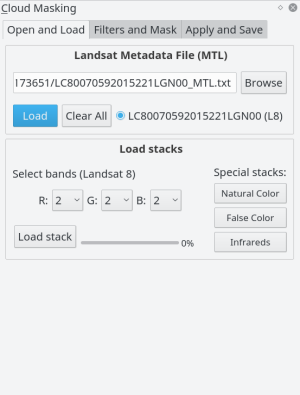 Cloud Masking
Open and Load Filters and Mask Apply and Save
Landsat Metadata File (MTL)
173651/LC80070592015221LGN00_MTL.txt Browse
Load Clear All LC80070592015221LGN00 (L8)
Load stacks
Select bands (Landsat 8) Special stacks:
R: 2 G: 2 B: 2 Natural Color
False Color
Load stack 0% Infrareds